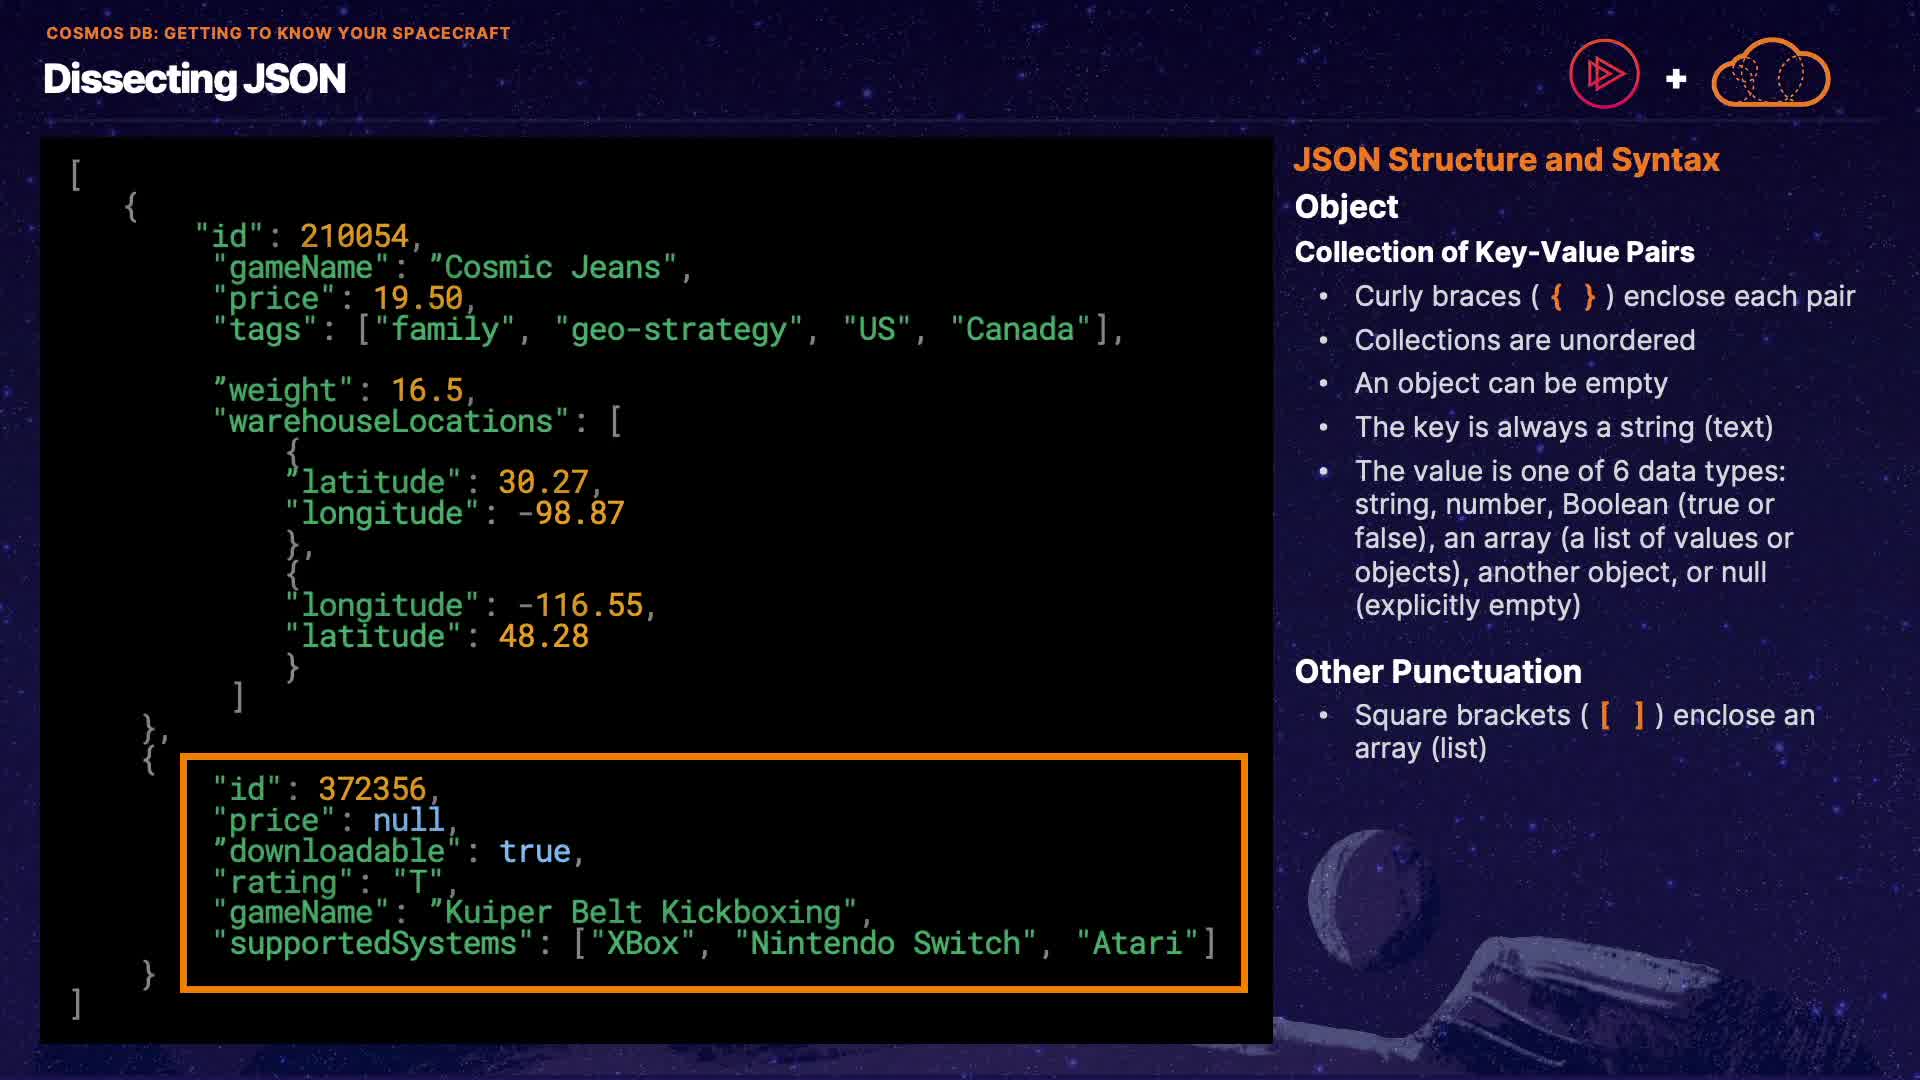 COSMOS DB: GETTING TO KNOW YOUR SPACECRAFT
Dissecting JSON
+
[
{
"id": 210054,
"gameName": ”Cosmic Jeans",
"price": 19.50,
"tags": ["family", "geo-strategy", "US", "Canada"],
”weight": 16.5,
"warehouseLocations": [
{
”latitude": 30.27,
"longitude": -98.87
},
{
"longitude": -116.55,
"latitude": 48.28
}
]
},
{
"id": 372356,
"price": null,
”downloadable": true,
"rating": "T",
"gameName": ”Kuiper Belt Kickboxing",
"supportedSystems": ["XBox", "Nintendo Switch", "Atari"]
}
]
JSON Structure and Syntax
Object
Collection of Key-Value Pairs
• Curly braces ( { } ) enclose each pair
• Collections are unordered
• An object can be empty
• The key is always a string (text)
• The value is one of 6 data types:
string, number, Boolean (true or
false), an array (a list of values or
objects), another object, or null
(explicitly empty)
Other Punctuation
• Square brackets ( [ ] ) enclose an
array (list)